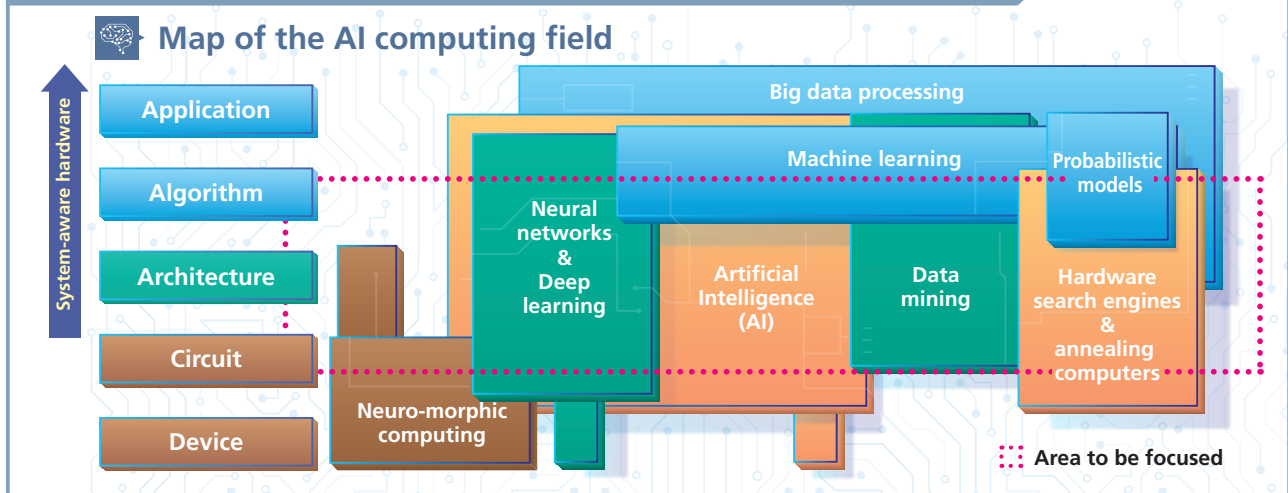 Map of the AI computing field
System-aware hardware
Application
Algorithm
Architecture
Circuit
Device
Big data processing
Machine learning
Probabilistic
models
Neural
networks
&
Deep
learning
Artificial
Intelligence
(AI)
Data
mining
Hardware
search engines
&
annealing
computers
Neuro-morphic
computing
Area to be focused